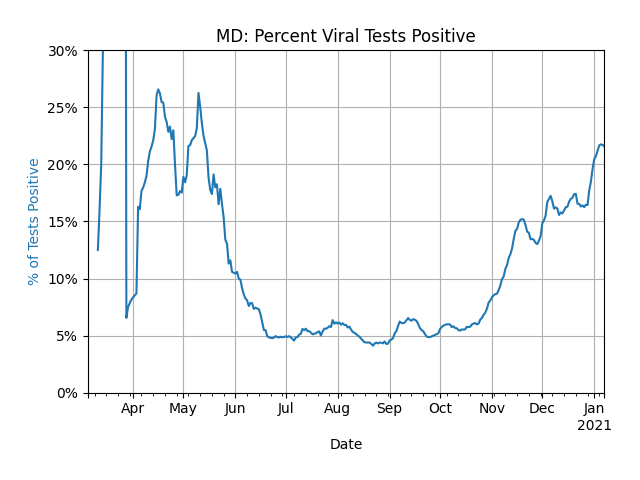 MD: Percent Viral Tests Positive
30%
25%
20%
15%
10%
5%
0%
% of Tests Positive
Apr May Jun Jul Aug Sep Oct Nov Dec Jan
2021
Date